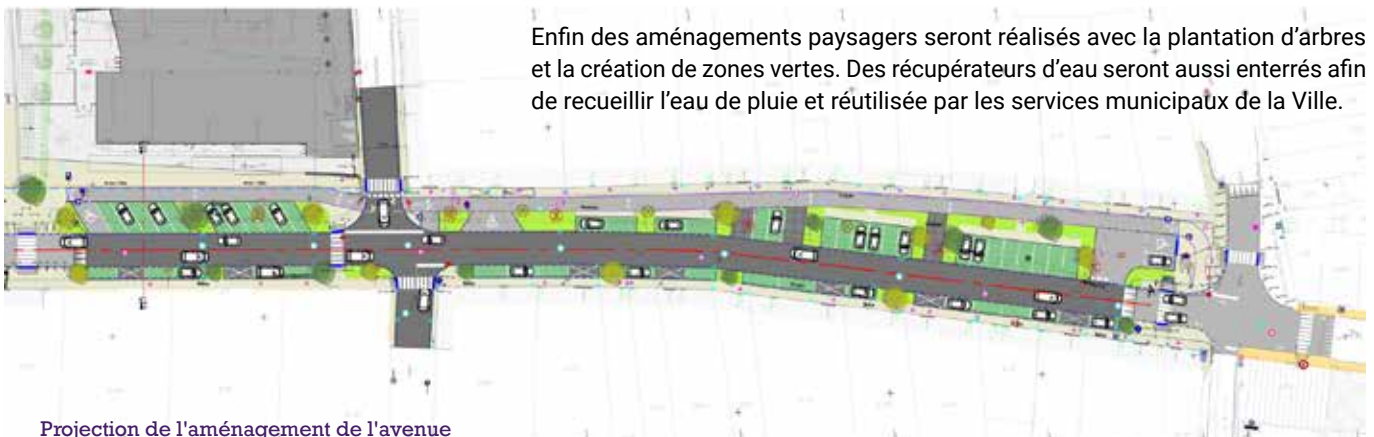 Enfin des aménagements paysagers seront réalisés avec la plantation d’arbres
et la création de zones vertes. Des récupérateurs d’eau seront aussi enterrés afin
de recueillir l’eau de pluie et réutilisée par les services municipaux de la Ville.
Projection de l'aménagement de l'avenue